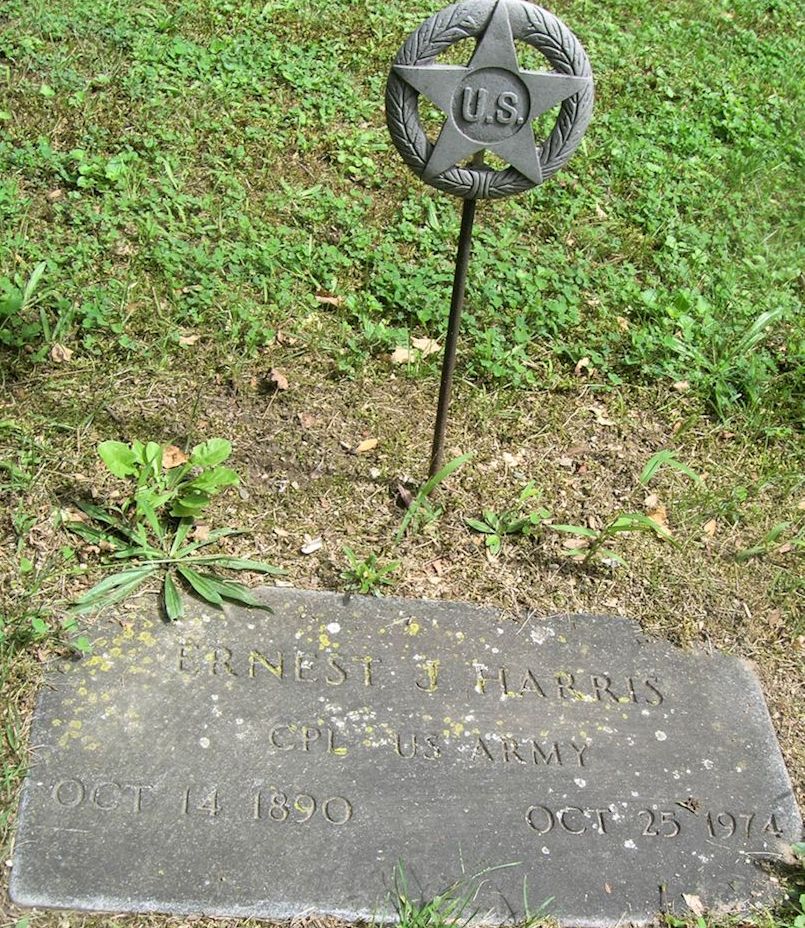 U.S.
ERNEST J HARRIS
CPL US ARMY
OCT 14 1890 OCT 25 1974